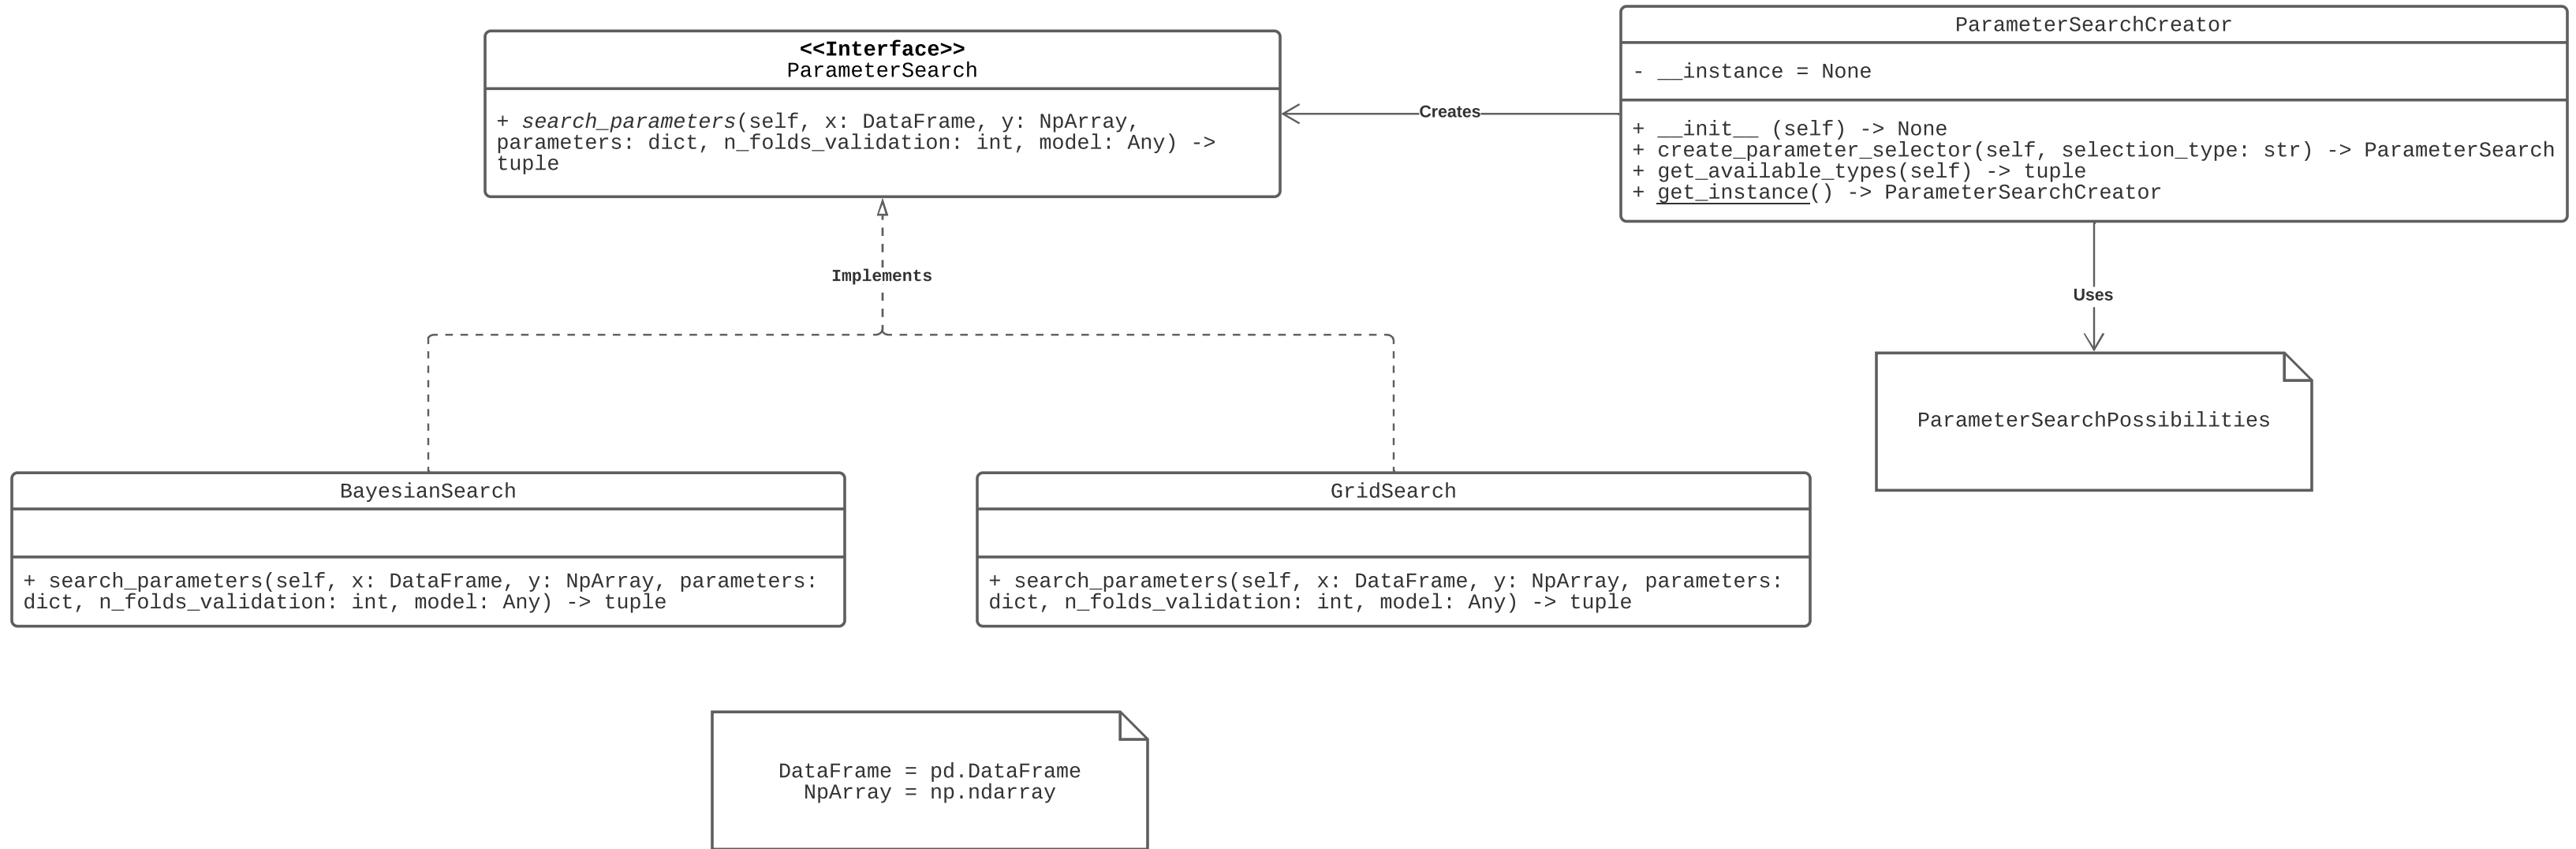 <<Interface>>
ParameterSearch
+ search_parameters(self, x: DataFrame, y: NpArray,
parameters: dict, n_folds_validation: int, model: Any) ->
tuple
Creates
ParameterSearchCreator
- __instance = None
+ __init__ (self) -> None
+ create_parameter_selector(self, selection_type: str) -> ParameterSearch
+ get_available_types(self) -> tuple
+ get_instance() -> ParameterSearchCreator
Implements
Uses
ParameterSearchPossibilities
BayesianSearch
+ search_parameters(self, x: DataFrame, y: NpArray, parameters:
dict, n_folds_validation: int, model: Any) -> tuple
GridSearch
+ search_parameters(self, x: DataFrame, y: NpArray, parameters:
dict, n_folds_validation: int, model: Any) -> tuple
DataFrame = pd.DataFrame
NpArray = np.ndarray